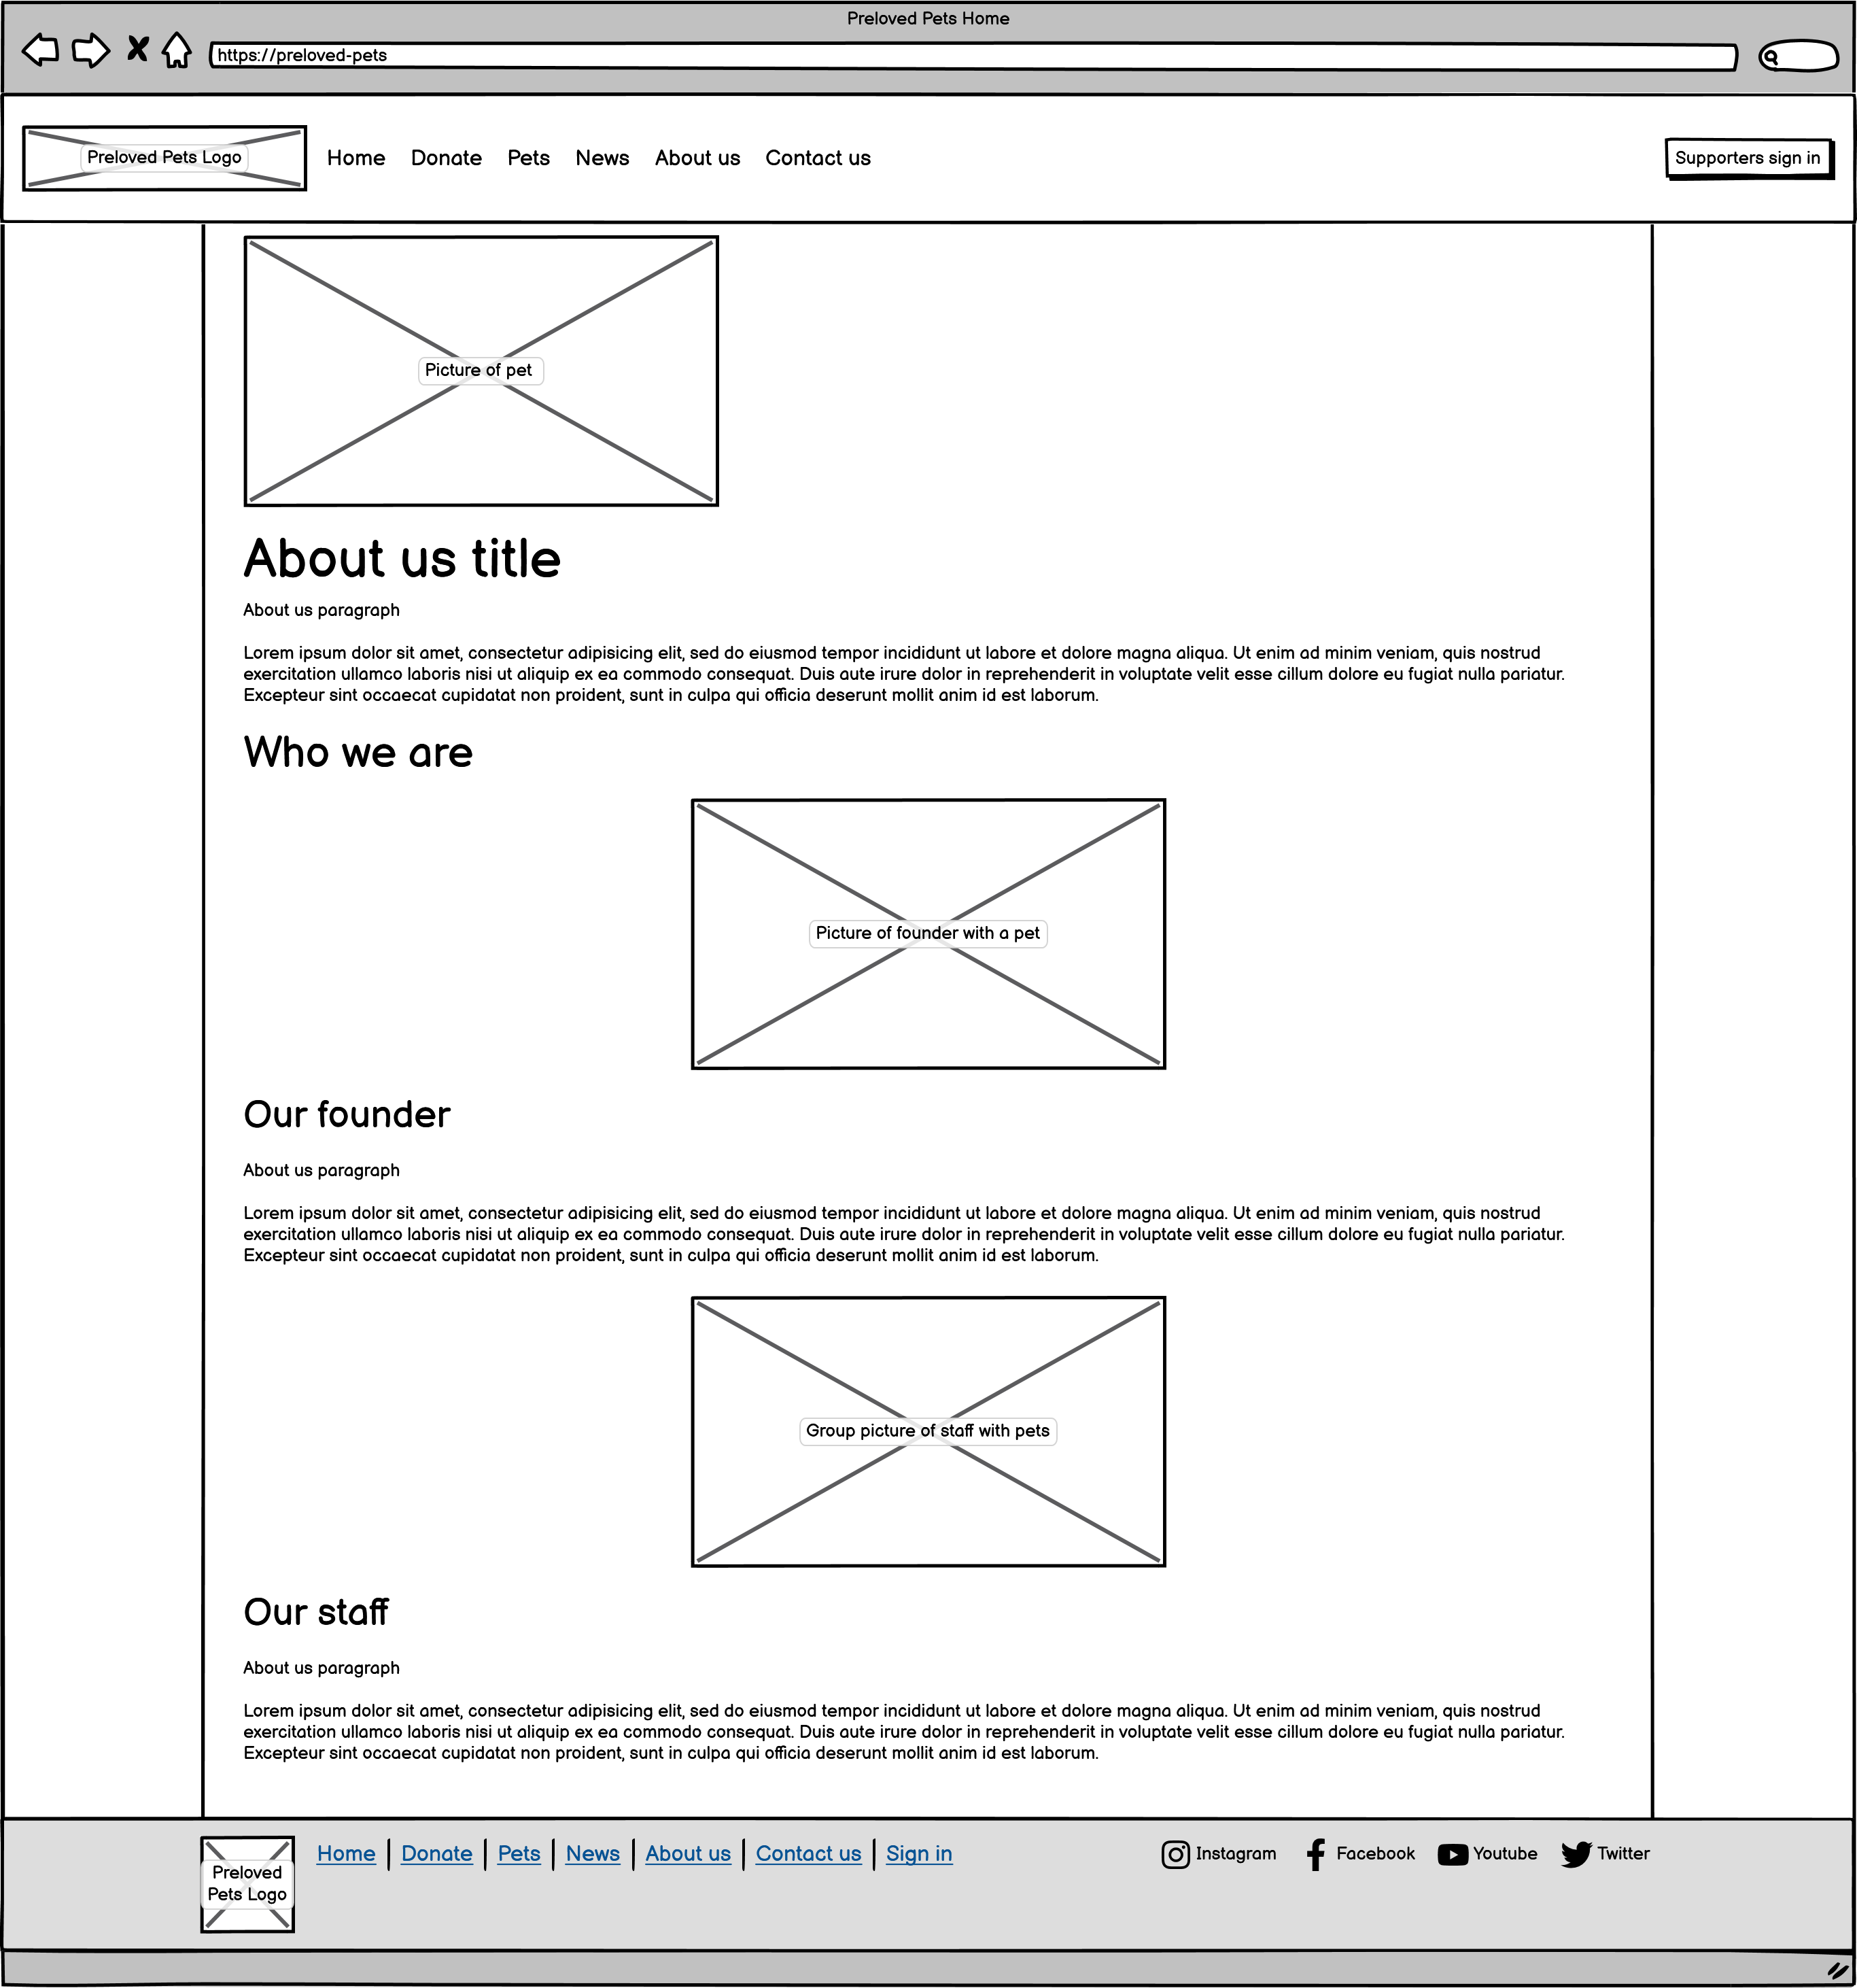 Preloved Pets Home
https://preloved-pets
Preloved Pets Logo
Home Donate Pets News About us Contact us
Supporters sign in
Picture of pet
About us title
About us paragraph
Lorem ipsum dolor sit amet, consectetur adipisicing elit, sed do eiusmod tempor incididunt ut labore et dolore magna aliqua. Ut enim ad minim veniam, quis nostrud
exercitation ullamco laboris nisi ut aliquip ex ea commodo consequat. Duis aute irure dolor in reprehenderit in voluptate velit esse cillum dolore eu fugiat nulla pariatur.
Excepteur sint occaecat cupidatat non proident, sunt in culpa qui officia deserunt mollit anim id est laborum.
Who we are
Picture of founder with a pet
Our founder
About us paragraph
Lorem ipsum dolor sit amet, consectetur adipisicing elit, sed do eiusmod tempor incididunt ut labore et dolore magna aliqua. Ut enim ad minim veniam, quis nostrud
exercitation ullamco laboris nisi ut aliquip ex ea commodo consequat. Duis aute irure dolor in reprehenderit in voluptate velit esse cillum dolore eu fugiat nulla pariatur.
Excepteur sint occaecat cupidatat non proident, sunt in culpa qui officia deserunt mollit anim id est laborum.
Group picture of staff with pets
Our staff
About us paragraph
Lorem ipsum dolor sit amet, consectetur adipisicing elit, sed do eiusmod tempor incididunt ut labore et dolore magna aliqua. Ut enim ad minim veniam, quis nostrud
exercitation ullamco laboris nisi ut aliquip ex ea commodo consequat. Duis aute irure dolor in reprehenderit in voluptate velit esse cillum dolore eu fugiat nulla pariatur.
Excepteur sint occaecat cupidatat non proident, sunt in culpa qui officia deserunt mollit anim id est laborum.
Preloved
Pets Logo
Home | Donate | Pets | News | About us | Contact us | Sign in
Instagram Facebook Youtube Twitter